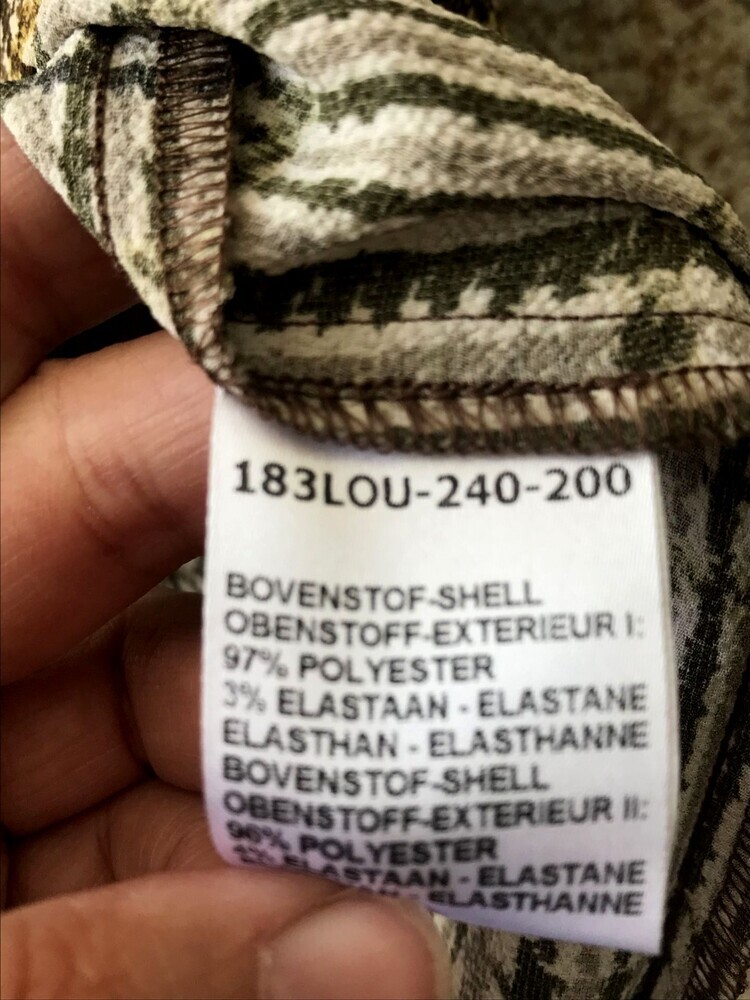 183LOU-240-200
BOVENSTOF-SHELL
OBENSTOFF-EXTERIEUR I:
97% POLYESTER
3% ELASTAAN - ELASTANE
ELASTHAN - ELASTHANNE
BOVENSTOF-SHELL
OBENSTOFF-EXTERIEUR II:
96% POLYESTER
4% ELASTAAN - ELASTANE
- ELASTHANNE